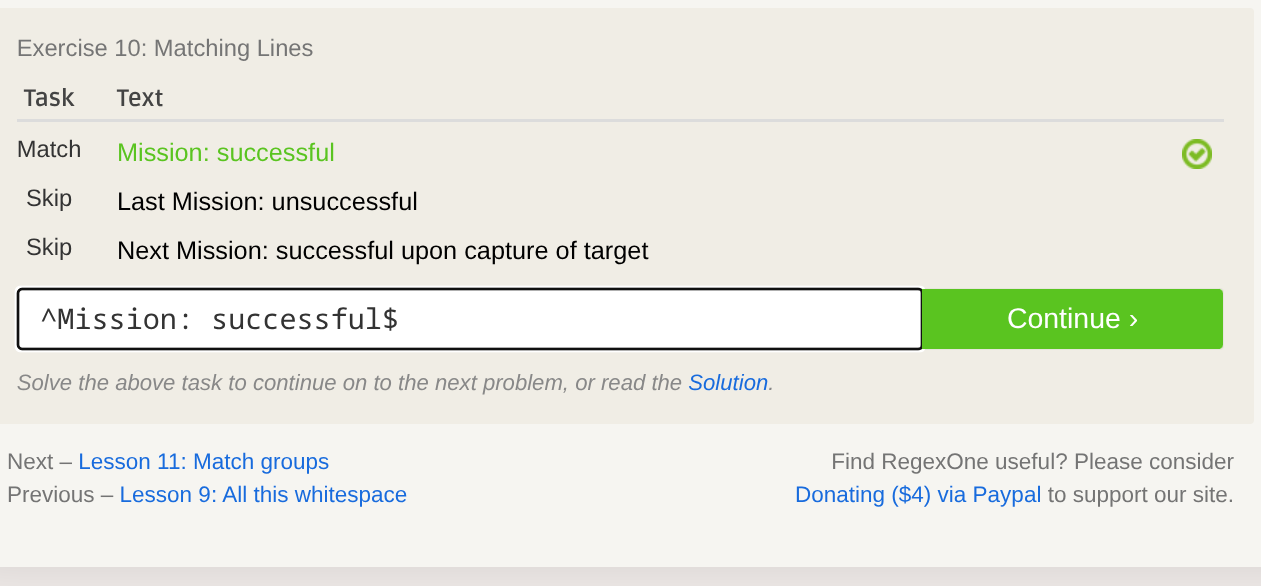 Exercise 10: Matching Lines
Task Text
Match Mission: successful
Skip Last Mission: unsuccessful
Skip Next Mission: successful upon capture of target
^Mission: successful$ Continue ›
Solve the above task to continue on to the next problem, or read the Solution.
Next – Lesson 11: Match groups
Previous – Lesson 9: All this whitespace
Find RegexOne useful? Please consider
Donating ($4) via Paypal to support our site.